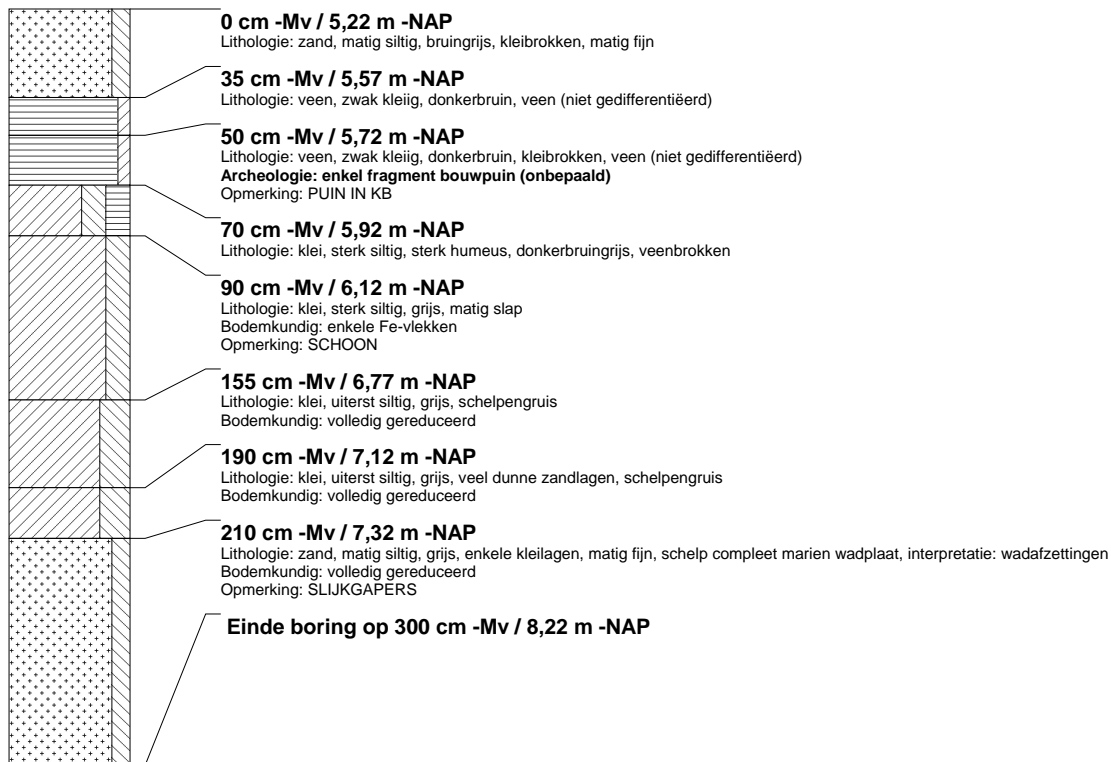 0 cm -Mv / 5,22 m -NAP
Lithologie: zand, matig siltig, bruingrijs, kleibrokken, matig fijn
35 cm -Mv / 5,57 m -NAP
Lithologie: veen, zwak kleiig, donkerbruin, veen (niet gedifferentiëerd)
50 cm -Mv / 5,72 m -NAP
Lithologie: veen, zwak kleiig, donkerbruin, kleibrokken, veen (niet gedifferentiëerd)
Archeologie: enkel fragment bouwpuin (onbepaald)
Opmerking: PUIN IN KB
70 cm -Mv / 5,92 m -NAP
Lithologie: klei, sterk siltig, sterk humeus, donkerbruingrijs, veenbrokken
90 cm -Mv / 6,12 m -NAP
Lithologie: klei, sterk siltig, grijs, matig slap
Bodemkundig: enkele Fe-vlekken
Opmerking: SCHOON
155 cm -Mv / 6,77 m -NAP
Lithologie: klei, uiterst siltig, grijs, schelpengruis
Bodemkundig: volledig gereduceerd
190 cm -Mv / 7,12 m -NAP
Lithologie: klei, uiterst siltig, grijs, veel dunne zandlagen, schelpengruis
Bodemkundig: volledig gereduceerd
210 cm -Mv / 7,32 m -NAP
Lithologie: zand, matig siltig, grijs, enkele kleilagen, matig fijn, schelp compleet marien wadplaat, interpretatie: wadafzettingen
Bodemkundig: volledig gereduceerd
Opmerking: SLIJKGAPERS
Einde boring op 300 cm -Mv / 8,22 m -NAP